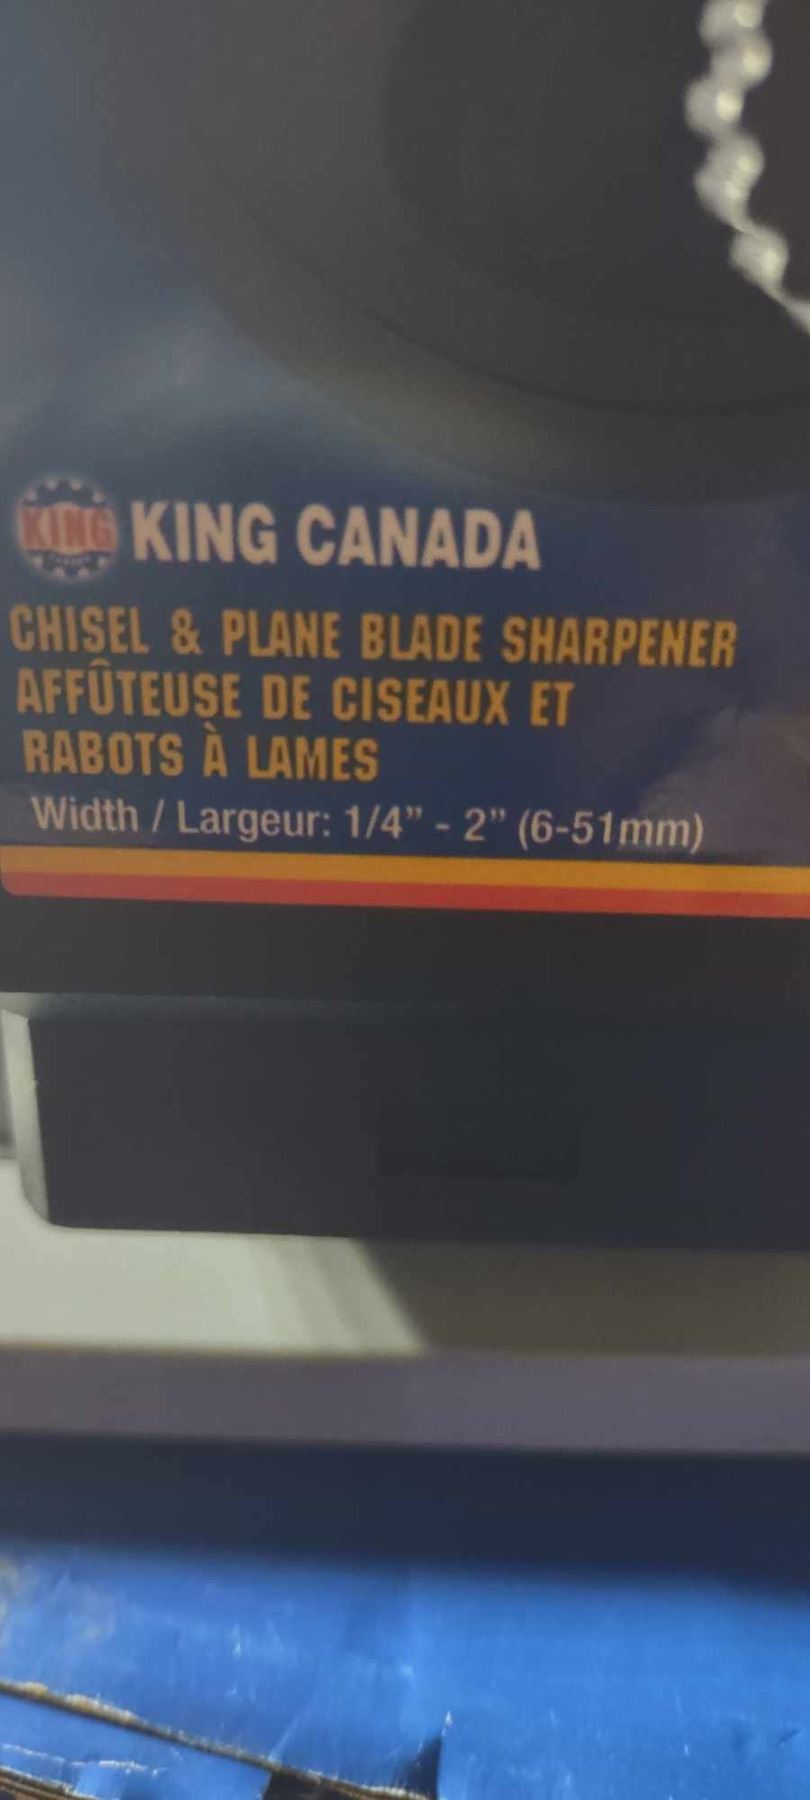 KING
KING CANADA
CHISEL & PLANE BLADE SHARPENER
AFFÛTEUSE DE CISEAUX ET
RABOTS À LAMES
Width / Largeur: 1/4” - 2” (6-51mm)